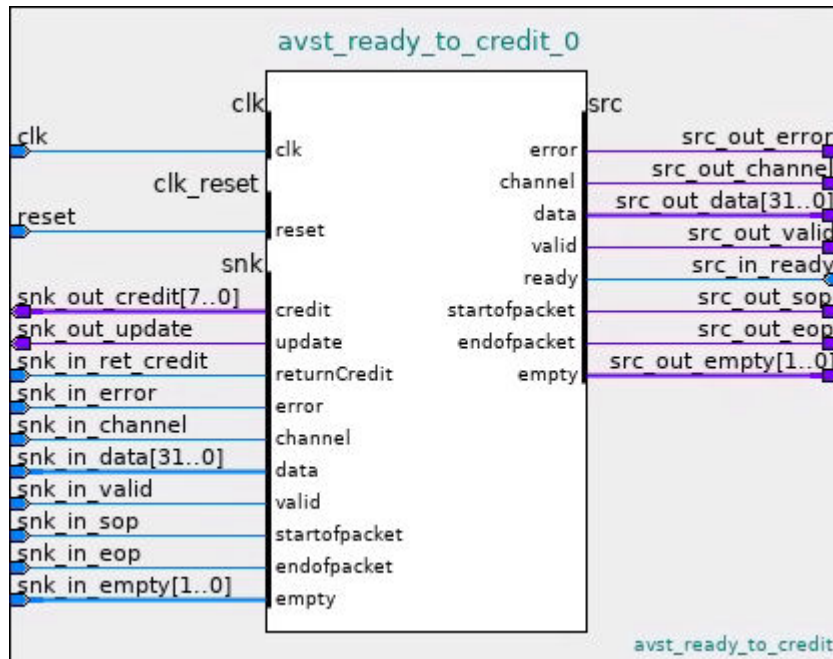 avst_ready_to_credit_0
clk
src
clk
clk
error
src_out_error
channel
src_out_channel
clk_reset
data
src_out_data[31..0]
reset
reset
valid
src_out_valid
snk
ready
src_in_ready
snk_out_credit[7..0]
credit
startofpacket
src_out_sop
snk_out_update
update
endofpacket
src_out_eop
snk_in_ret_credit
returnCredit
empty
src_out_empty[1..0]
snk_in_error
error
snk_in_channel
channel
snk_in_data[31..0]
data
snk_in_valid
valid
snk_in_sop
startofpacket
snk_in_eop
endofpacket
snk_in_empty[1..0]
empty
avst_ready_to_credit